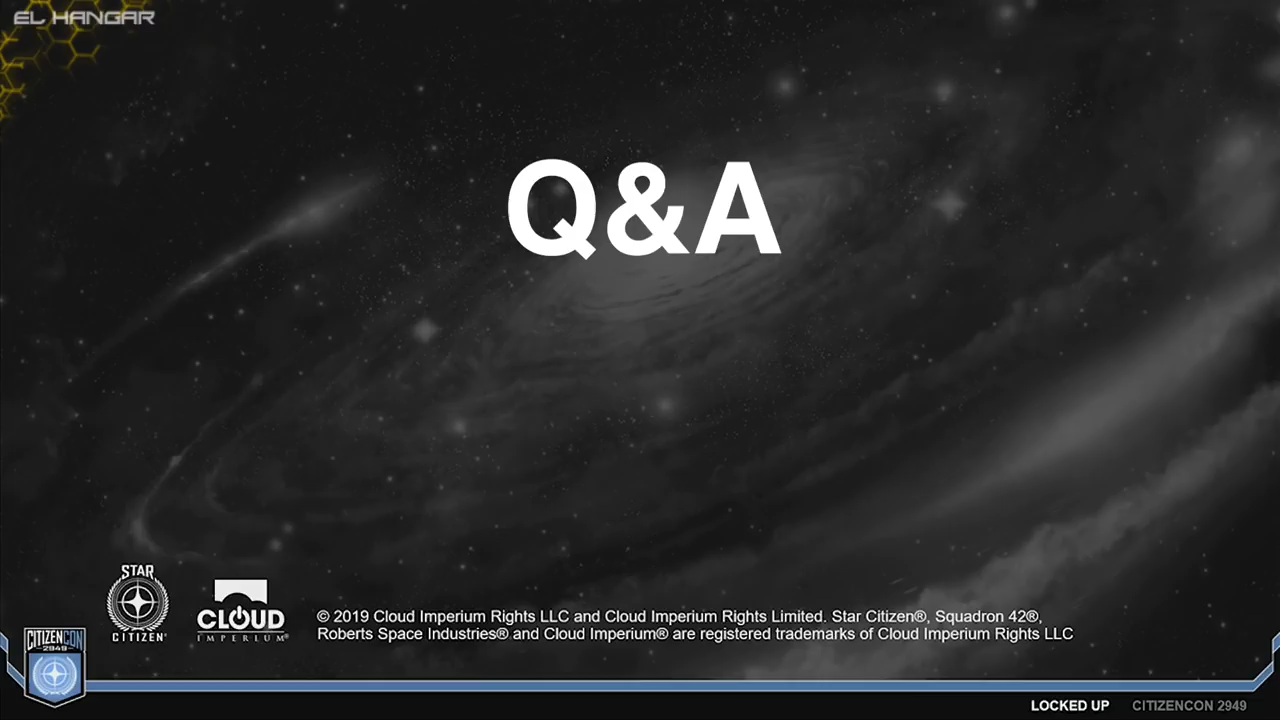 EL HANGAR
Q&A
STAR
CITIZEN®
CLOUD
IMPERIUM®
© 2019 Cloud Imperium Rights LLC and Cloud Imperium Rights Limited. Star Citizen®, Squadron 42®,
Roberts Space Industries® and Cloud Imperium® are registered trademarks of Cloud Imperium Rights LLC
CITIZENCON
2949
LOCKED UP CITIZENCON 2949